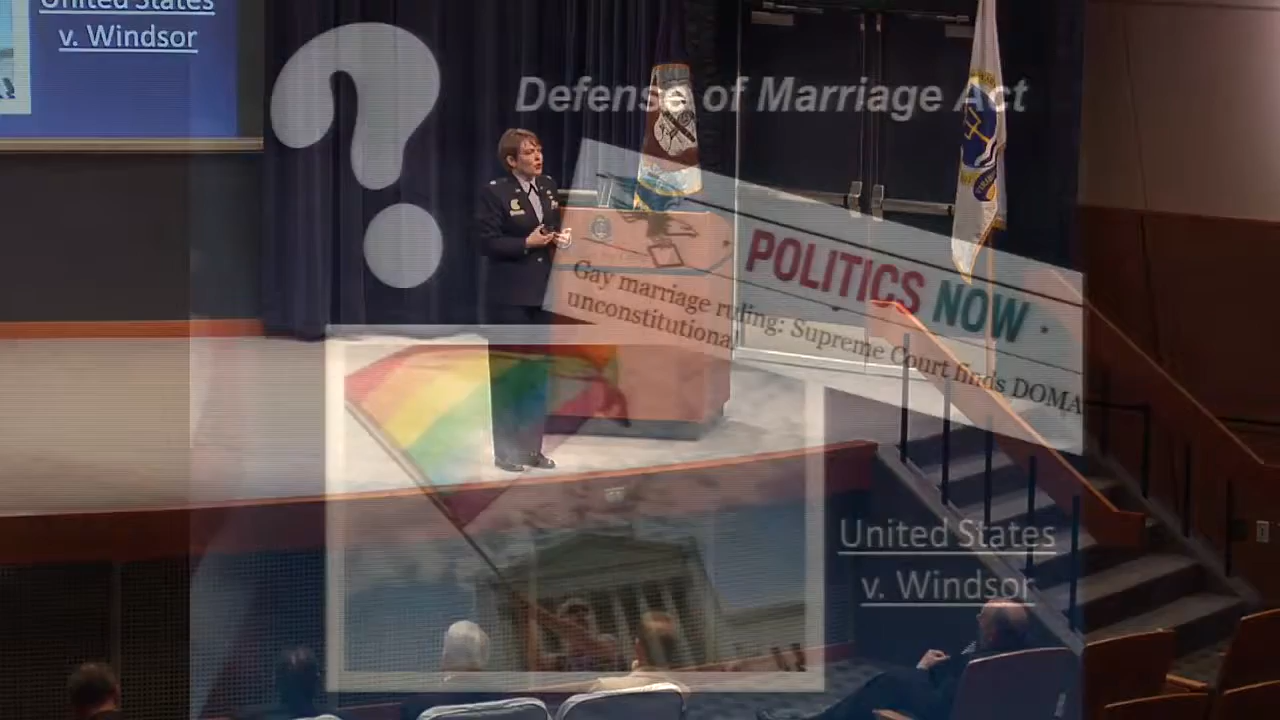 United States
v. Windsor
Defense of Marriage Act
POLITICS NOW
Gay marriage ruling: Supreme Court finds DOMA
unconstitutional
United States
v. Windsor